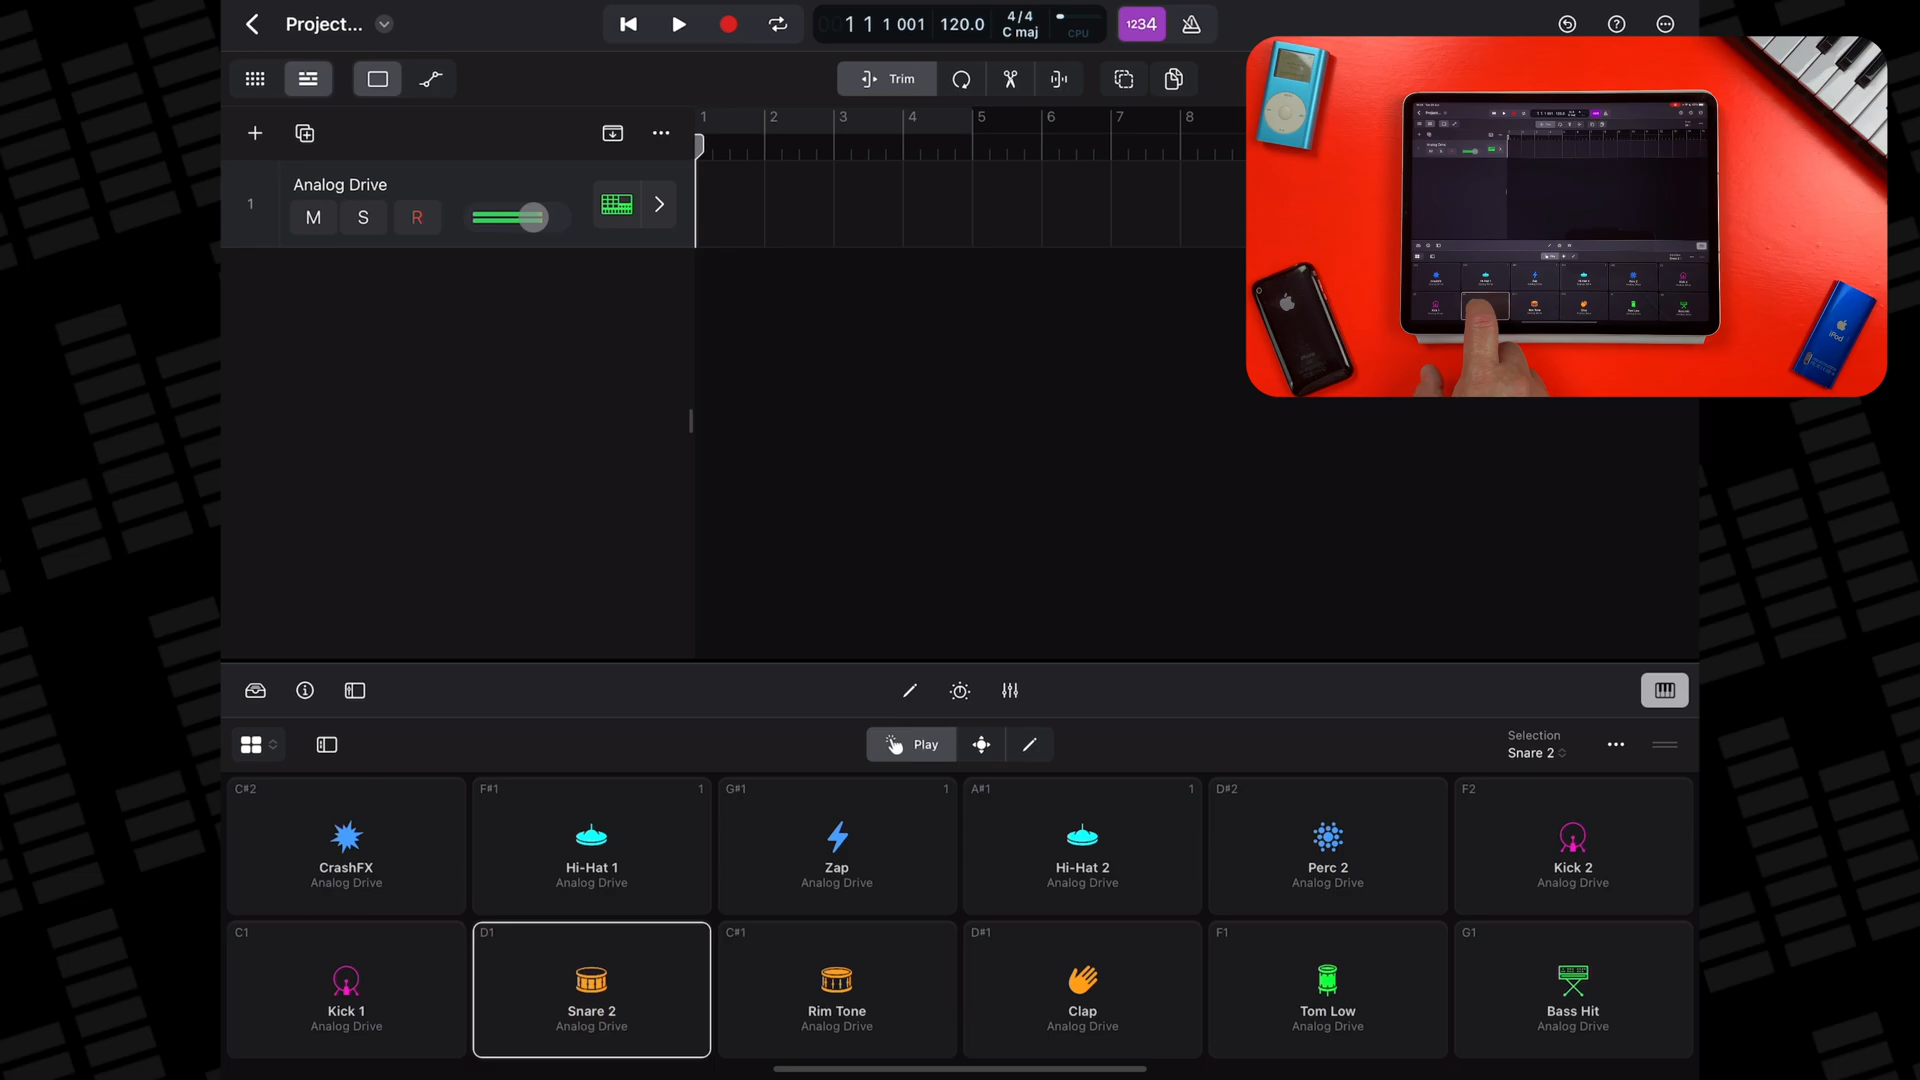 Project...
1 1 1 001 120.0 4/4 C maj CPU
1234
Trim
1 2 3 4 5 6 7 8
1
Analog Drive
M S R
Play
Selection
Snare 2
C#2
CrashFX
Analog Drive
F#1 1
Hi-Hat 1
Analog Drive
G#1 1
Zap
Analog Drive
A#1 1
Hi-Hat 2
Analog Drive
D#2
Perc 2
Analog Drive
F2
Kick 2
Analog Drive
C1
Kick 1
Analog Drive
D1
Snare 2
Analog Drive
C#1
Rim Tone
Analog Drive
D#1
Clap
Analog Drive
F1
Tom Low
Analog Drive
G1
Bass Hit
Analog Drive
iPod